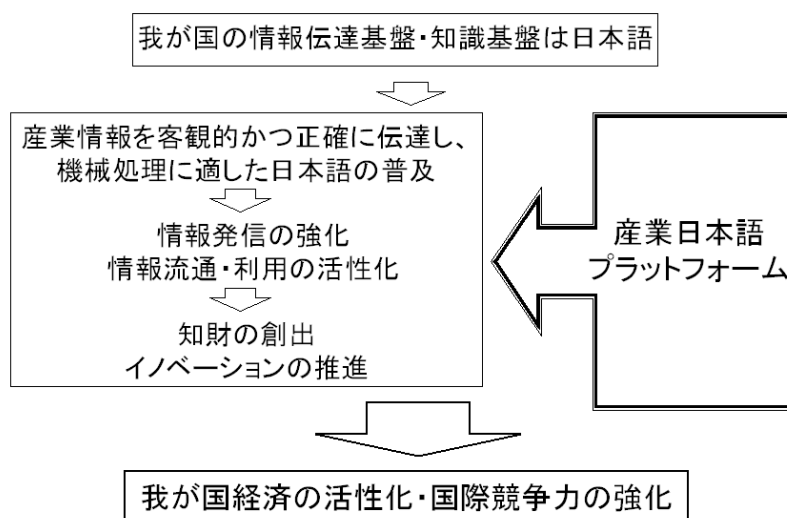 我が国の情報伝達基盤・知識基盤は日本語
産業情報を客観的かつ正確に伝達し、
機械処理に適した日本語の普及
情報発信の強化
情報流通・利用の活性化
知財の創出
イノベーションの推進
産業日本語
プラットフォーム
我が国経済の活性化・国際競争力の強化